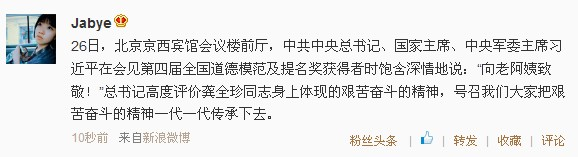 Jabye
26日，北京京西宾馆会议楼前厅，中共中央总书记、国家主席、中央军委主席习
近平在会见第四届全国道德模范及提名奖获得者时饱含深情地说：“向老阿姨致
敬！”总书记高度评价龚全珍同志身上体现的艰苦奋斗的精神，号召我们大家把艰
苦奋斗的精神一代一代传承下去。
10秒前 来自新浪微博 粉丝头条 | | 转发 | 收藏 | 评论